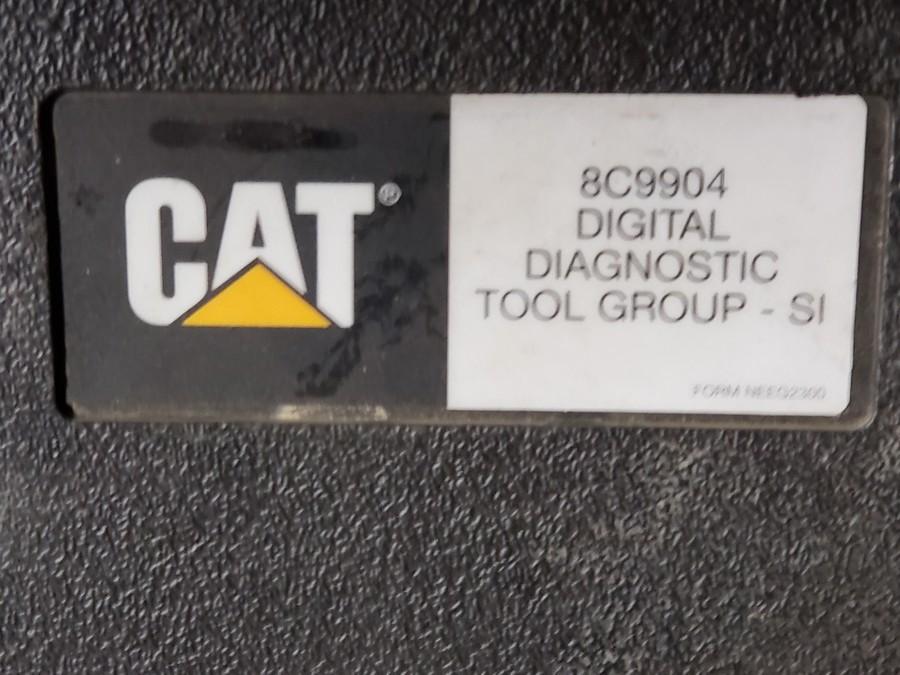 CAT®
8C9904
DIGITAL
DIAGNOSTIC
TOOL GROUP - SI
FORM NEEG2300